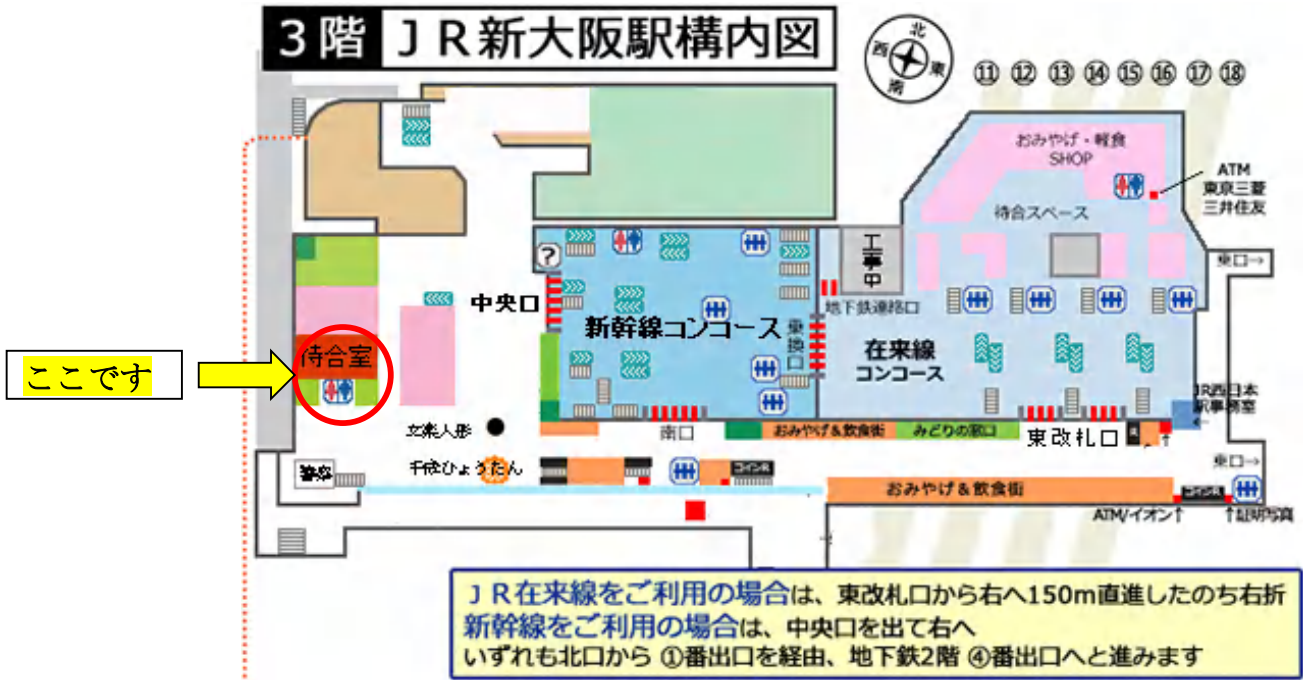 3階 JR新大阪駅構内図
北
西 東
南
⑪ ⑫ ⑬ ⑭ ⑮ ⑯ ⑰ ⑱
おみやげ・軽食
SHOP
ATM
東京三菱
三井住友
待合スペース
工事中
?
東口→
中央口
地下鉄連絡口
新幹線コンコース
乗換口
在来線
コンコース
待合室
ここです
JR西日本
駅事務室
文楽人形
南口
おみやげ&飲食街
みどりの窓口
東改札口
千成ひょうたん
コインR
東口→
おみやげ&飲食街
コインR
ATM/イオン↑
↑証明写真
JR在来線をご利用の場合は、東改札口から右へ150m直進したのち右折
新幹線をご利用の場合は、中央口を出て右へ
いずれも北口から ①番出口を経由、地下鉄2階 ④番出口へと進みます